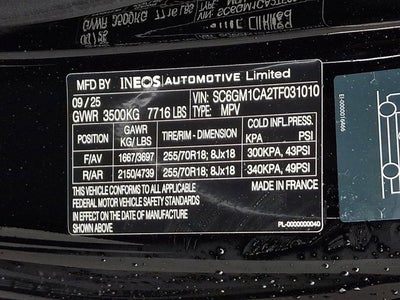 MFD BY INEOS AUTOMOTIVE Limited
09 / 25 VIN: SC6GM1CA2TF031010
GVWR 3500KG 7716 LBS TYPE: MPV
POSITION GAWR KG/ LBS TIRE/RIM - DIMENSION COLD INFL.PRESS. KPA PSI
F/AV 1667/3697 255/70R18; 8Jx18 300KPA, 43PSI
R/AR 2150/4739 255/70R18; 8Jx18 340KPA, 49PSI
THIS VEHICLE CONFORMS TO ALL APPLICABLE MADE IN FRANCE
FEDERAL MOTOR VEHICLE SAFETY STANDARDS
IN EFFECT ON THE DATE OF MANUFACTURE
SHOWN ABOVE PL-0000000040